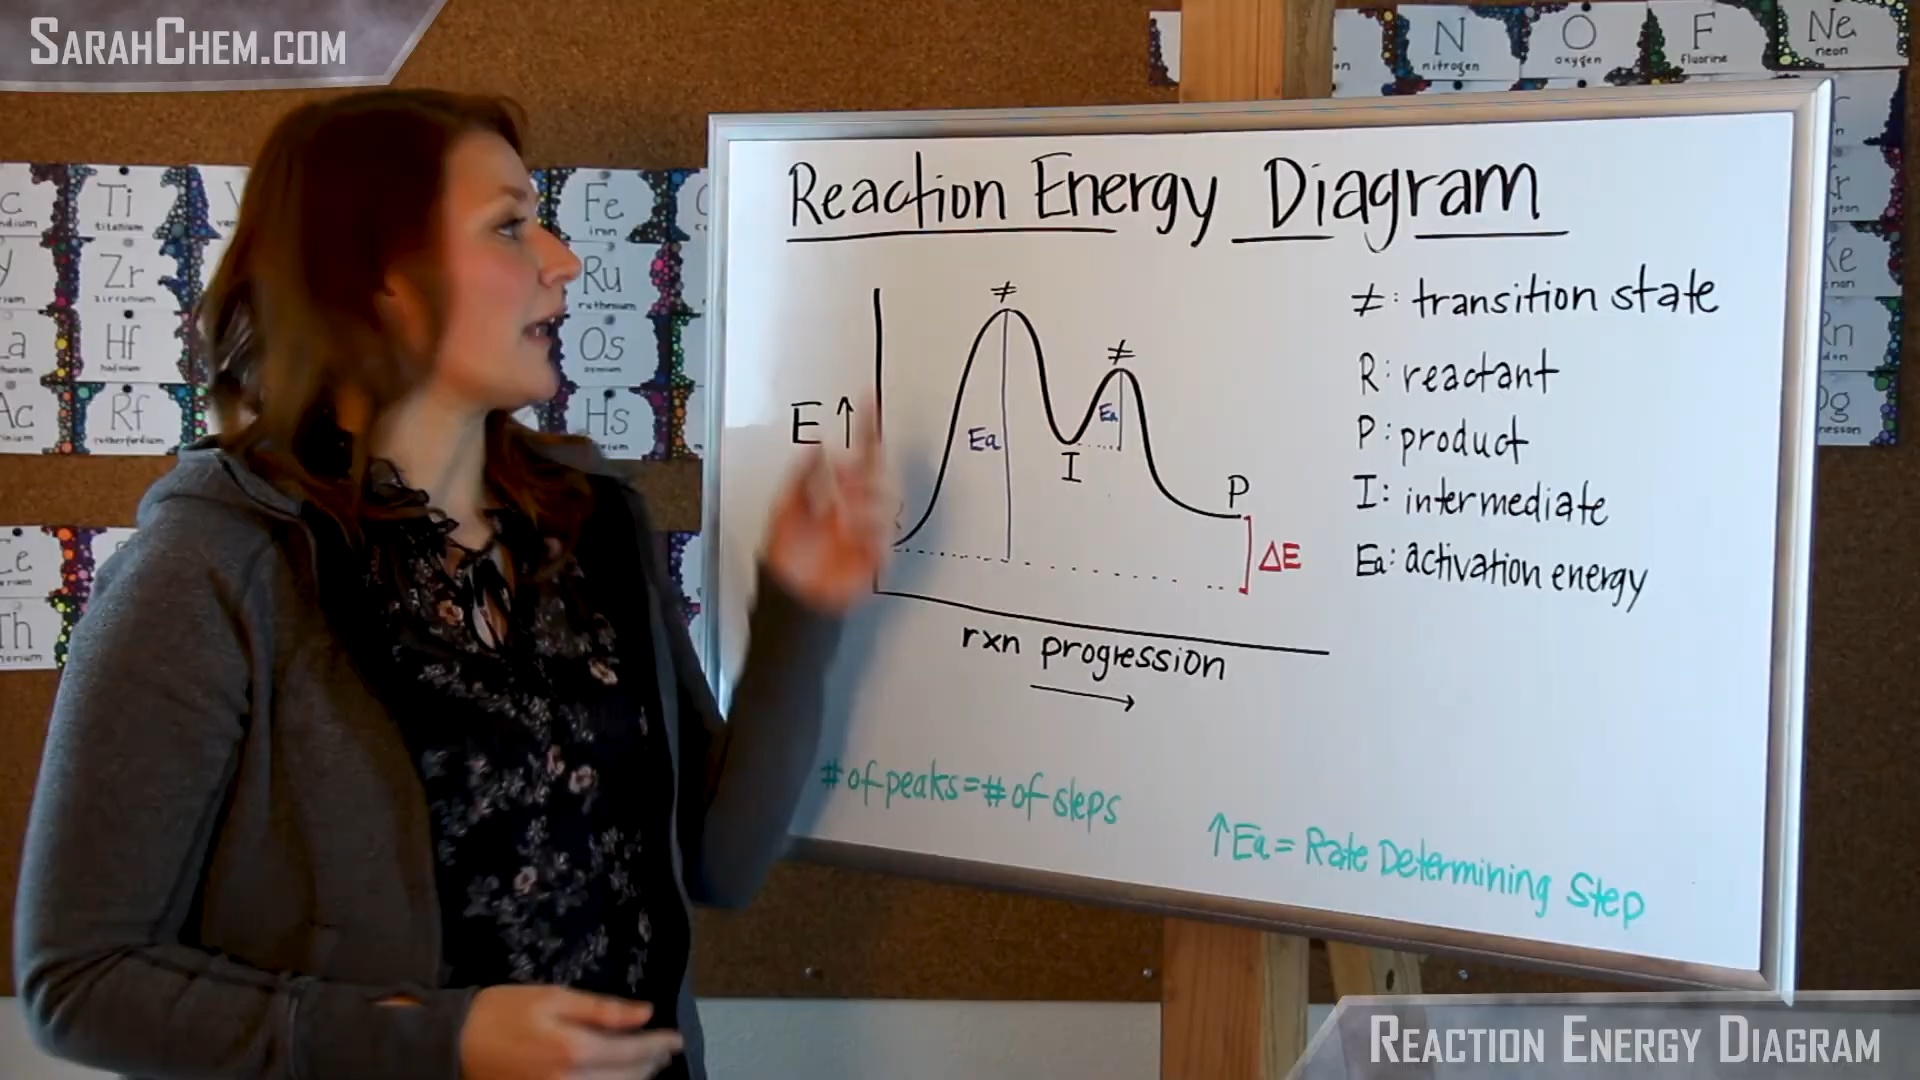 SARAHCHEM.COM
N
nitrogen
O
oxygen
F
fluorine
Ne
neon
Ti
titanium
Fe
iron
Zr
zirconium
Ru
ruthenium
La
Hf
hafnium
Os
osmium
Ac
Rf
rutherfordium
Hs
Ce
Th
Reaction Energy Diagram
≠ : transition state
R : reactant
P : product
I : intermediate
Ea : activation energy
E ↑
≠
≠
Ea
Ea
I
P
ΔE
rxn progression
→
# of peaks = # of steps
↑ Ea = Rate Determining Step
REACTION ENERGY DIAGRAM